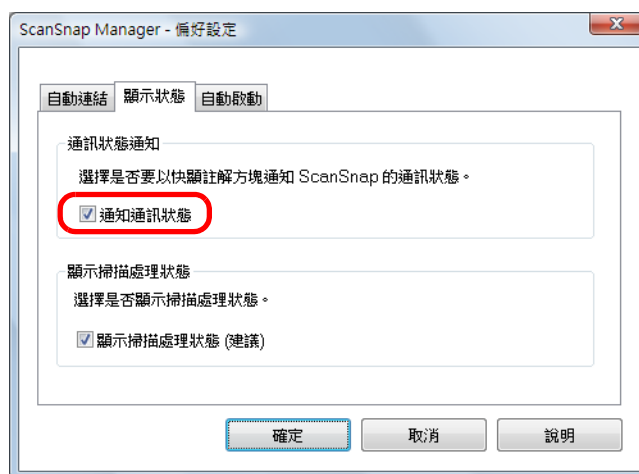 ScanSnap Manager - 偏好設定
自動連結 顯示狀態 自動啟動
通訊狀態通知
選擇是否要以快顯註解方塊通知 ScanSnap 的通訊狀態。
通知通訊狀態
顯示掃描處理狀態
選擇是否顯示掃描處理狀態。
顯示掃描處理狀態 (建議)
確定 取消 說明